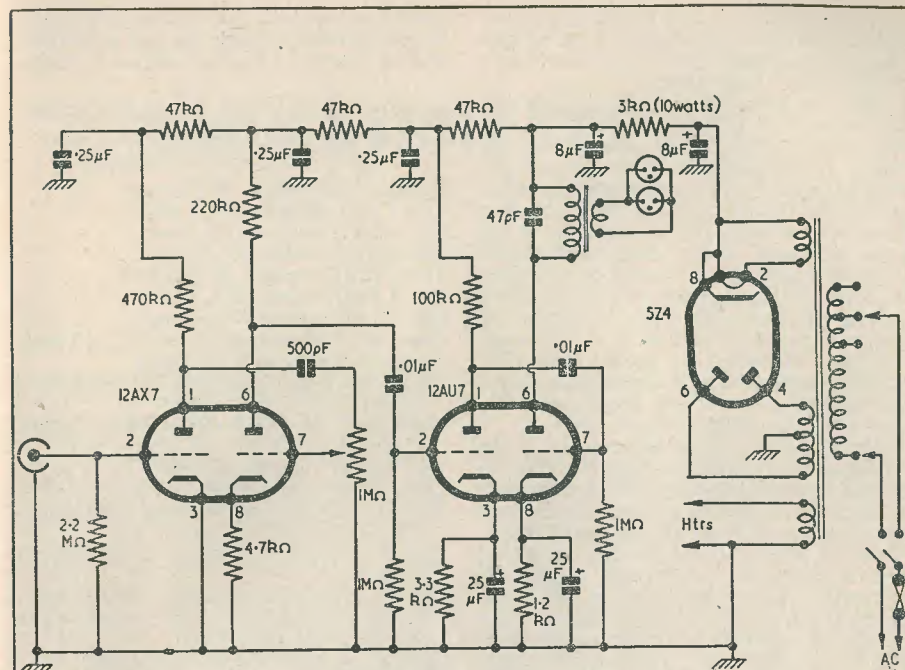 47kΩ 47kΩ 47kΩ 3kΩ (10watts)
·25μF ·25μF ·25μF 8μF + 8μF +
220kΩ 47pF
470kΩ 100kΩ
8 2
5Z4
500pF ·01μF ·01μF
6 4
12AX7 1 6 12AU7 1 6
2 7 2 7
1MΩ
3 8 3 8
1MΩ
Htrs
2·2
MΩ
4·7kΩ
1MΩ
3·3
kΩ
25
μF
+
1·2
kΩ
25
μF
+
AC